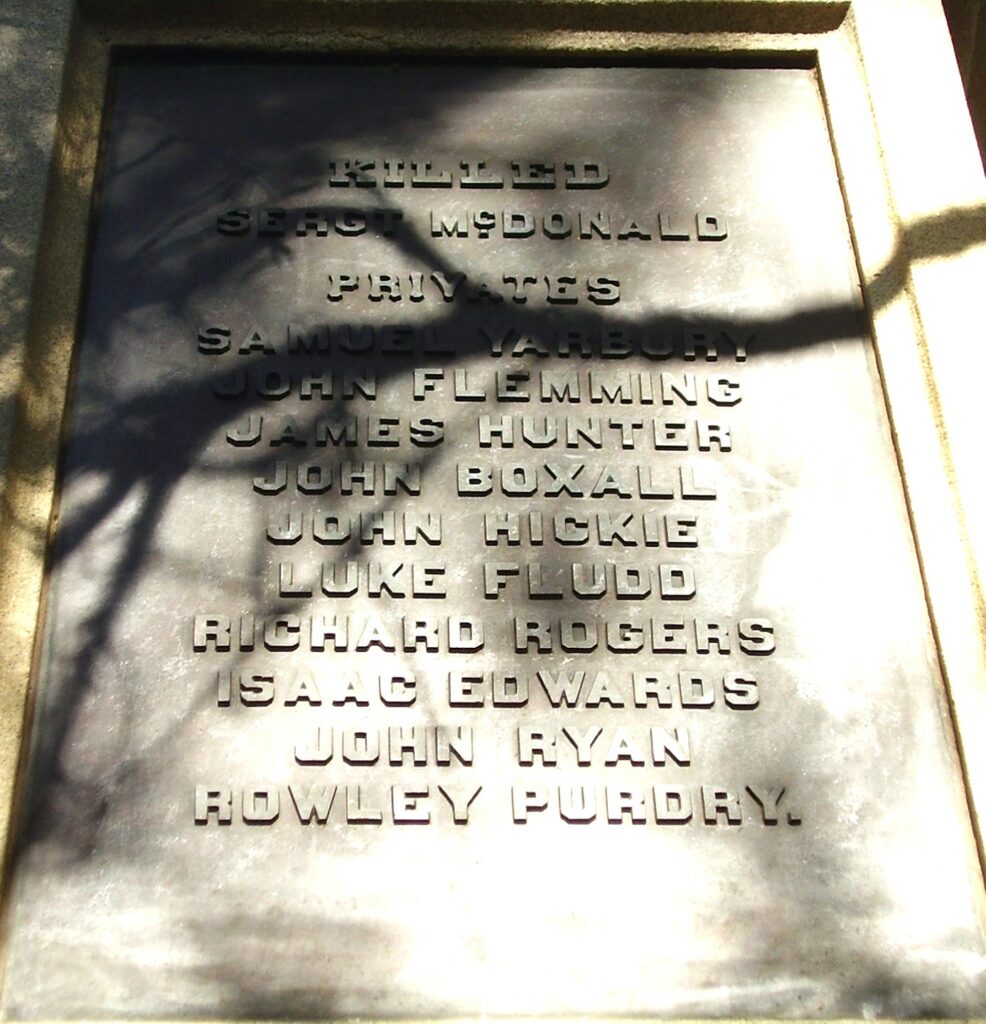 KILLED
SERGT McDONALD
PRIVATES
SAMUEL YARBURY
JOHN FLEMMING
JAMES HUNTER
JOHN BOXALL
JOHN HICKIE
LUKE FLUDD
RICHARD ROGERS
ISAAC EDWARDS
JOHN RYAN
ROWLEY PURDRY.